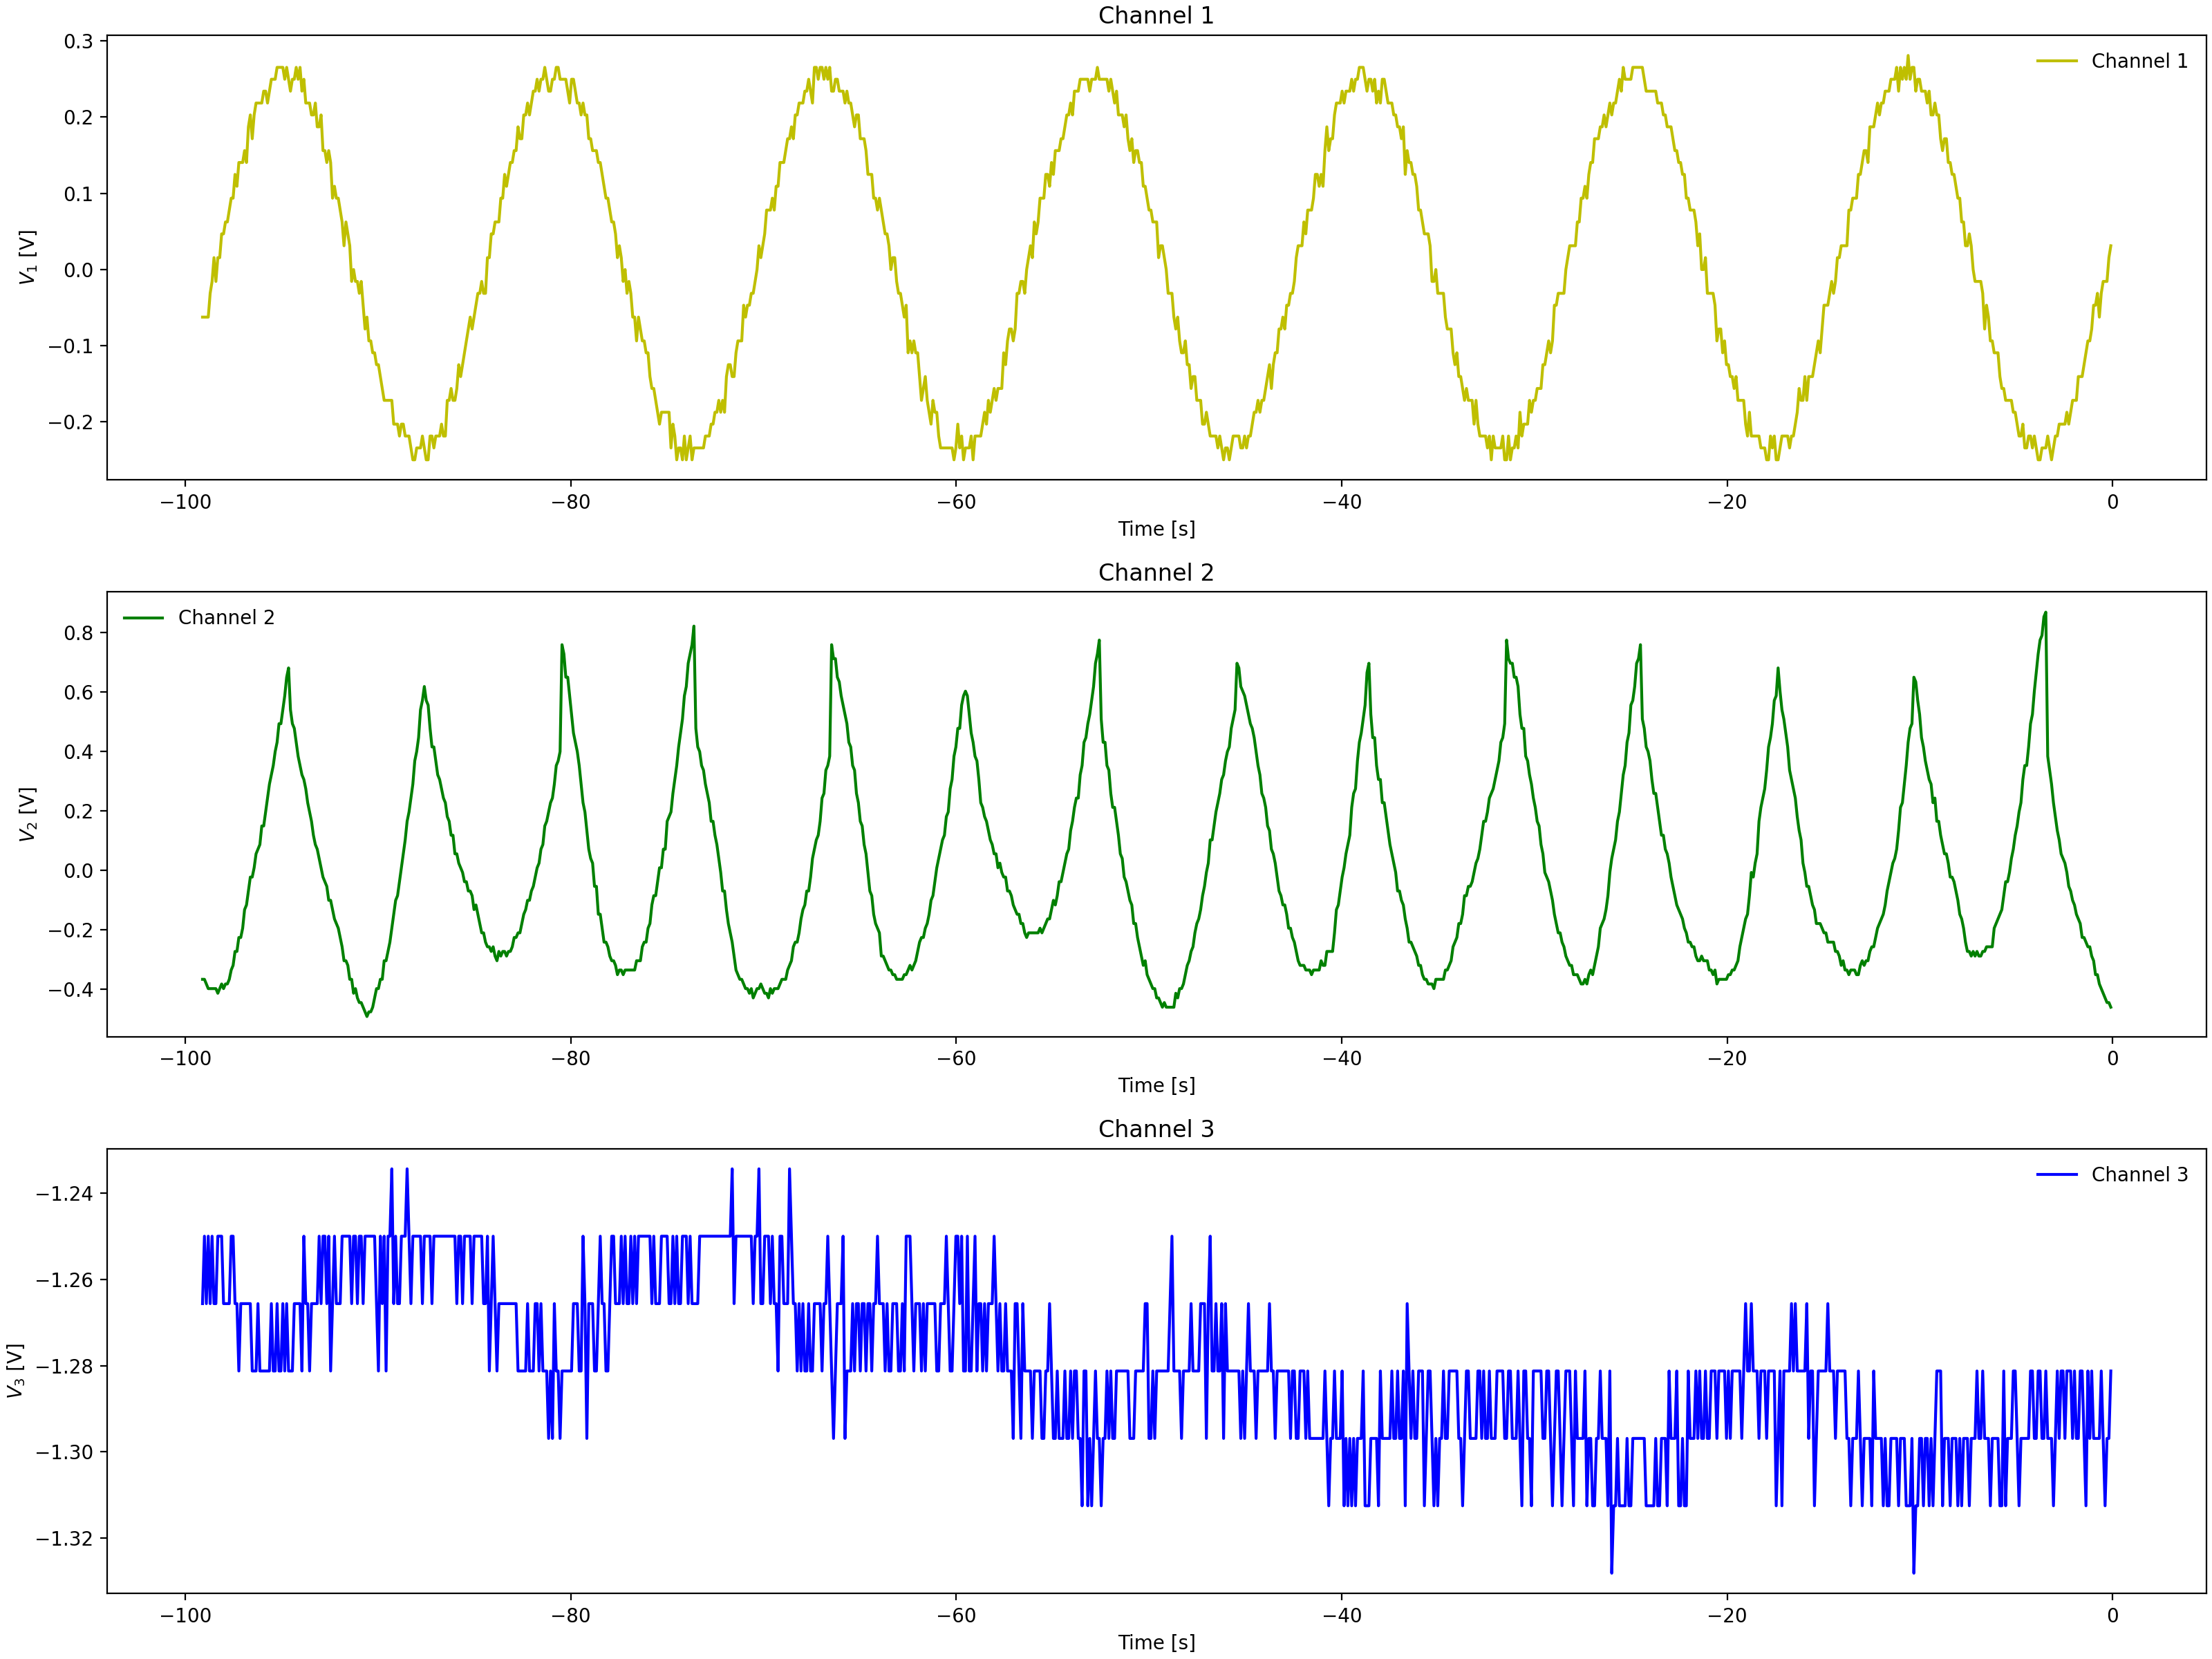 Channel 1
0.3
0.2
0.1
0.0
−0.1
−0.2
V1 [V]
Channel 1
−100 −80 −60 −40 −20 0
Time [s]
Channel 2
0.8
0.6
0.4
0.2
0.0
−0.2
−0.4
V2 [V]
Channel 2
−100 −80 −60 −40 −20 0
Time [s]
Channel 3
−1.24
−1.26
−1.28
−1.30
−1.32
V3 [V]
Channel 3
−100 −80 −60 −40 −20 0
Time [s]